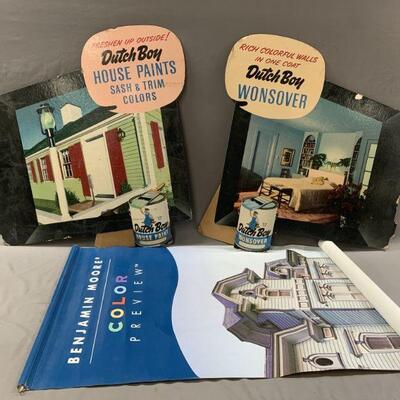 FRESHEN UP OUTSIDE!
Dutch Boy
HOUSE PAINTS
SASH & TRIM
COLORS
RICH COLORFUL WALLS
IN ONE COAT
Dutch Boy
WONSOVER
Dutch Boy
HOUSE PAINT
Dutch Boy
WONSOVER
BENJAMIN MOORE®
COLOR
PREVIEW™